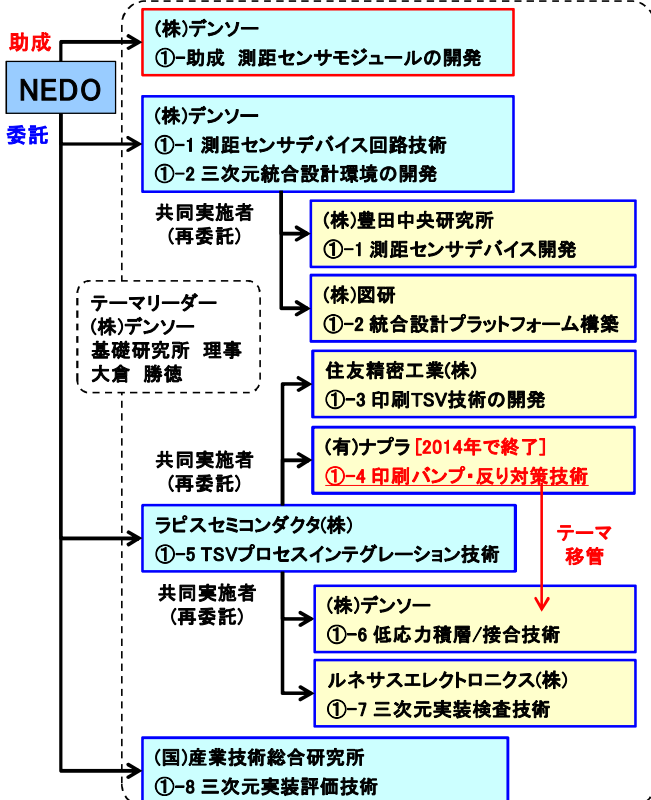 (株)デンソー
①-助成 測距センサモジュールの開発
助成
NEDO
委託
(株)デンソー
①-1 測距センサデバイス回路技術
①-2 三次元統合設計環境の開発
共同実施者
(再委託)
(株)豊田中央研究所
①-1 測距センサデバイス開発
(株)図研
①-2 統合設計プラットフォーム構築
テーマリーダー
(株)デンソー
基礎研究所 理事
大倉 勝徳
住友精密工業(株)
①-3 印刷TSV技術の開発
共同実施者
(再委託)
(有)ナプラ[2014年で終了]
①-4 印刷バンプ・反り対策技術
ラピスセミコンダクタ(株)
①-5 TSVプロセスインテグレーション技術
テーマ
移管
共同実施者
(再委託)
(株)デンソー
①-6 低応力積層/接合技術
ルネサスエレクトロニクス(株)
①-7 三次元実装検査技術
(国)産業技術総合研究所
①-8 三次元実装評価技術